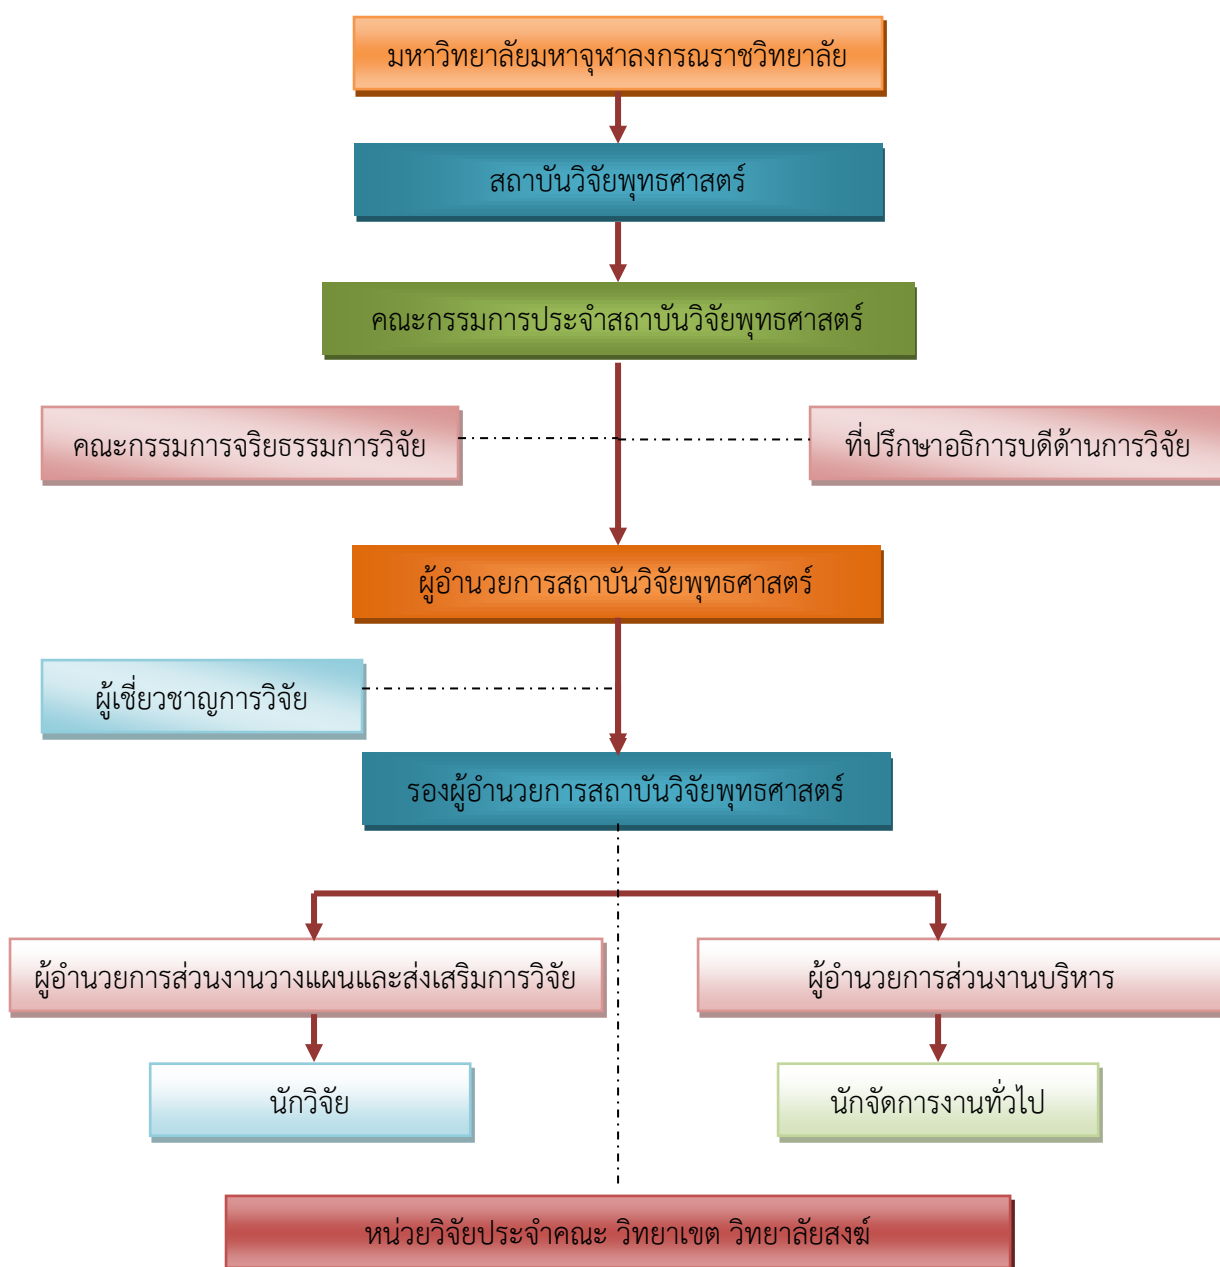 มหาวิทยาลัยมหาจุฬาลงกรณราชวิทยาลัย
สถาบันวิจัยพุทธศาสตร์
คณะกรรมการประจำสถาบันวิจัยพุทธศาสตร์
คณะกรรมการจริยธรรมการวิจัย
ที่ปรึกษาอธิการบดีด้านการวิจัย
ผู้อำนวยการสถาบันวิจัยพุทธศาสตร์
ผู้เชี่ยวชาญการวิจัย
รองผู้อำนวยการสถาบันวิจัยพุทธศาสตร์
ผู้อำนวยการส่วนงานวางแผนและส่งเสริมการวิจัย
ผู้อำนวยการส่วนงานบริหาร
นักวิจัย
นักจัดการงานทั่วไป
หน่วยวิจัยประจำคณะ วิทยาเขต วิทยาลัยสงฆ์